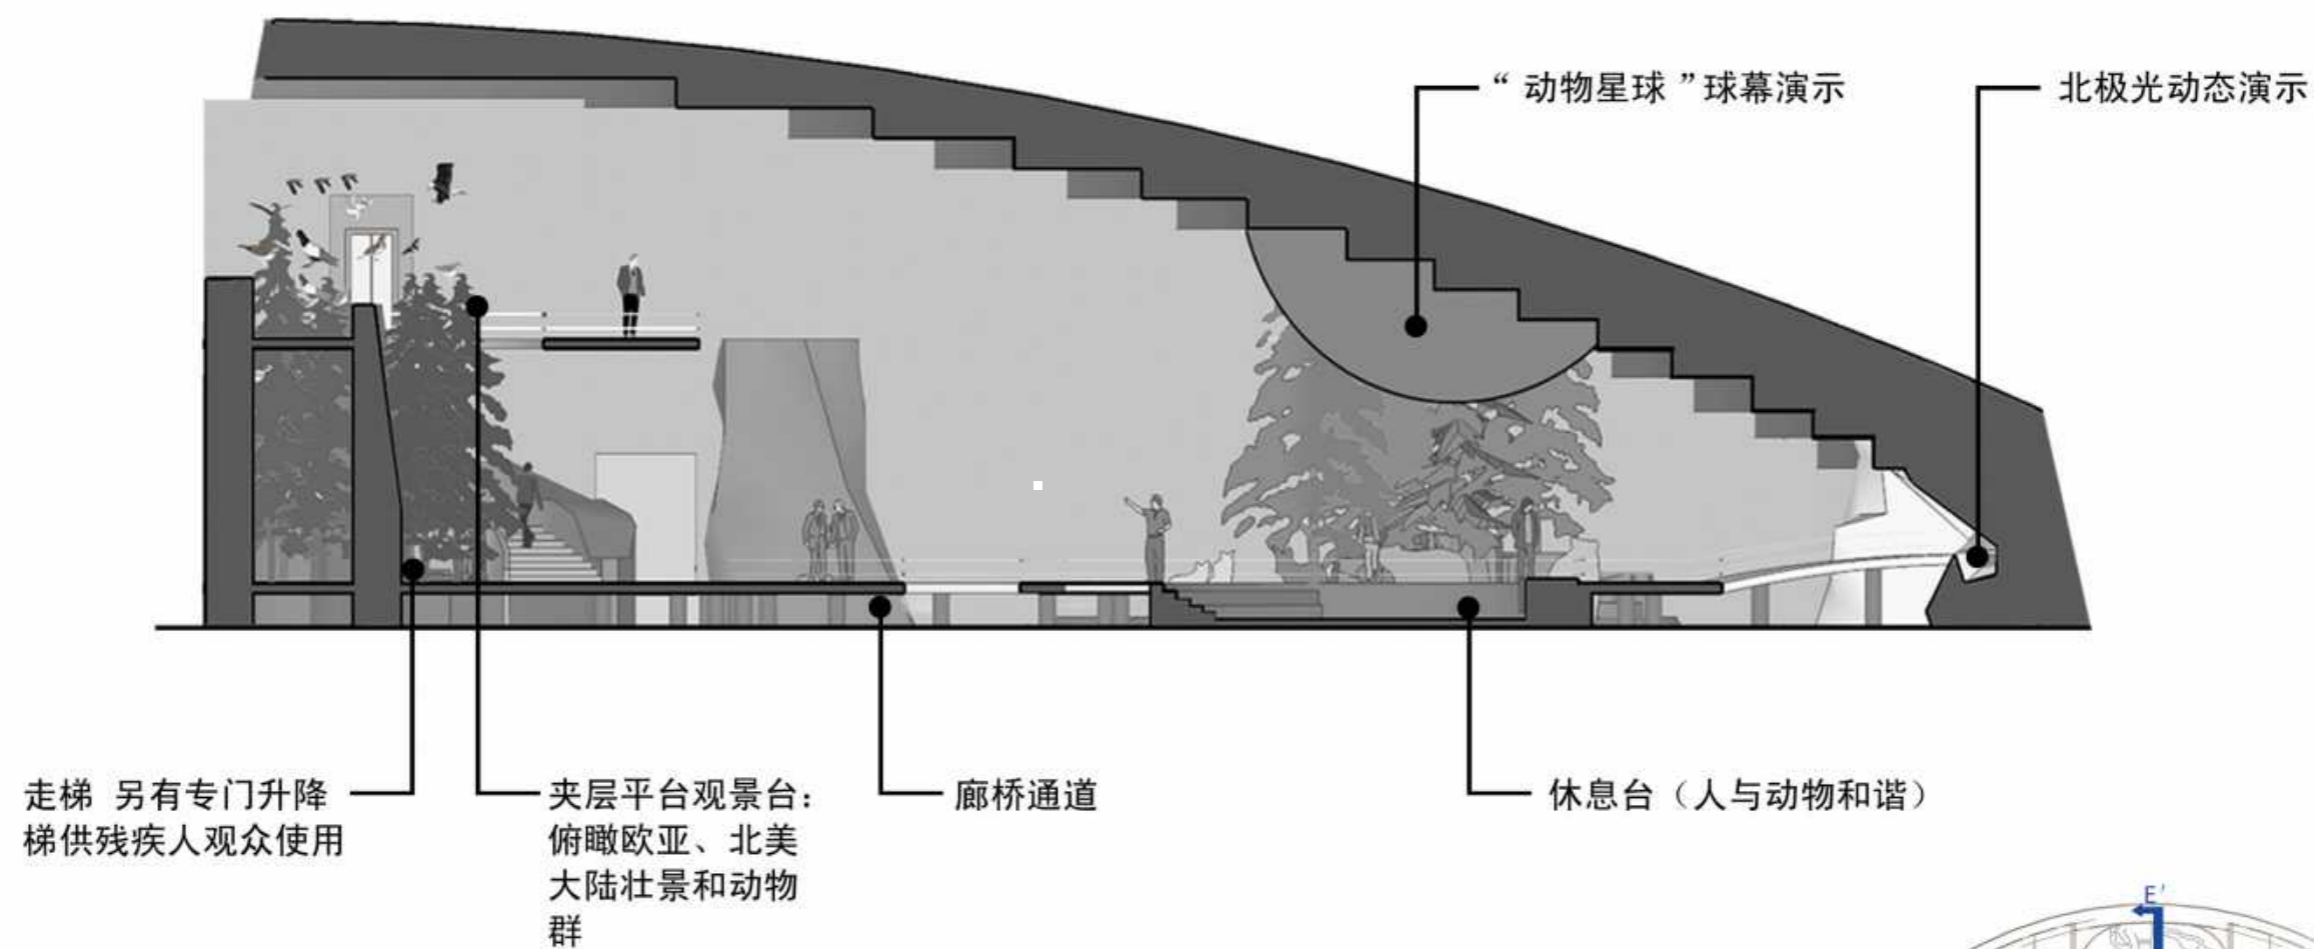 “动物星球”球幕演示
北极光动态演示
走梯 另有专门升降
梯供残疾人观众使用
夹层平台观景台：
俯瞰欧亚、北美
大陆壮景和动物
群
廊桥通道
休息台（人与动物和谐）
E'